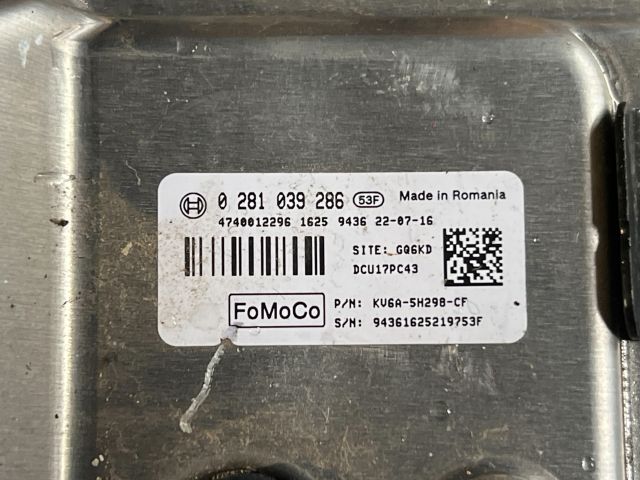 0 281 039 286 53F Made in Romania
4740012296 1625 9436 22-07-16
SITE: GQ6KD
DCU17PC43
FoMoCo
P/N: KV6A-5H298-CF
S/N: 94361625219753F